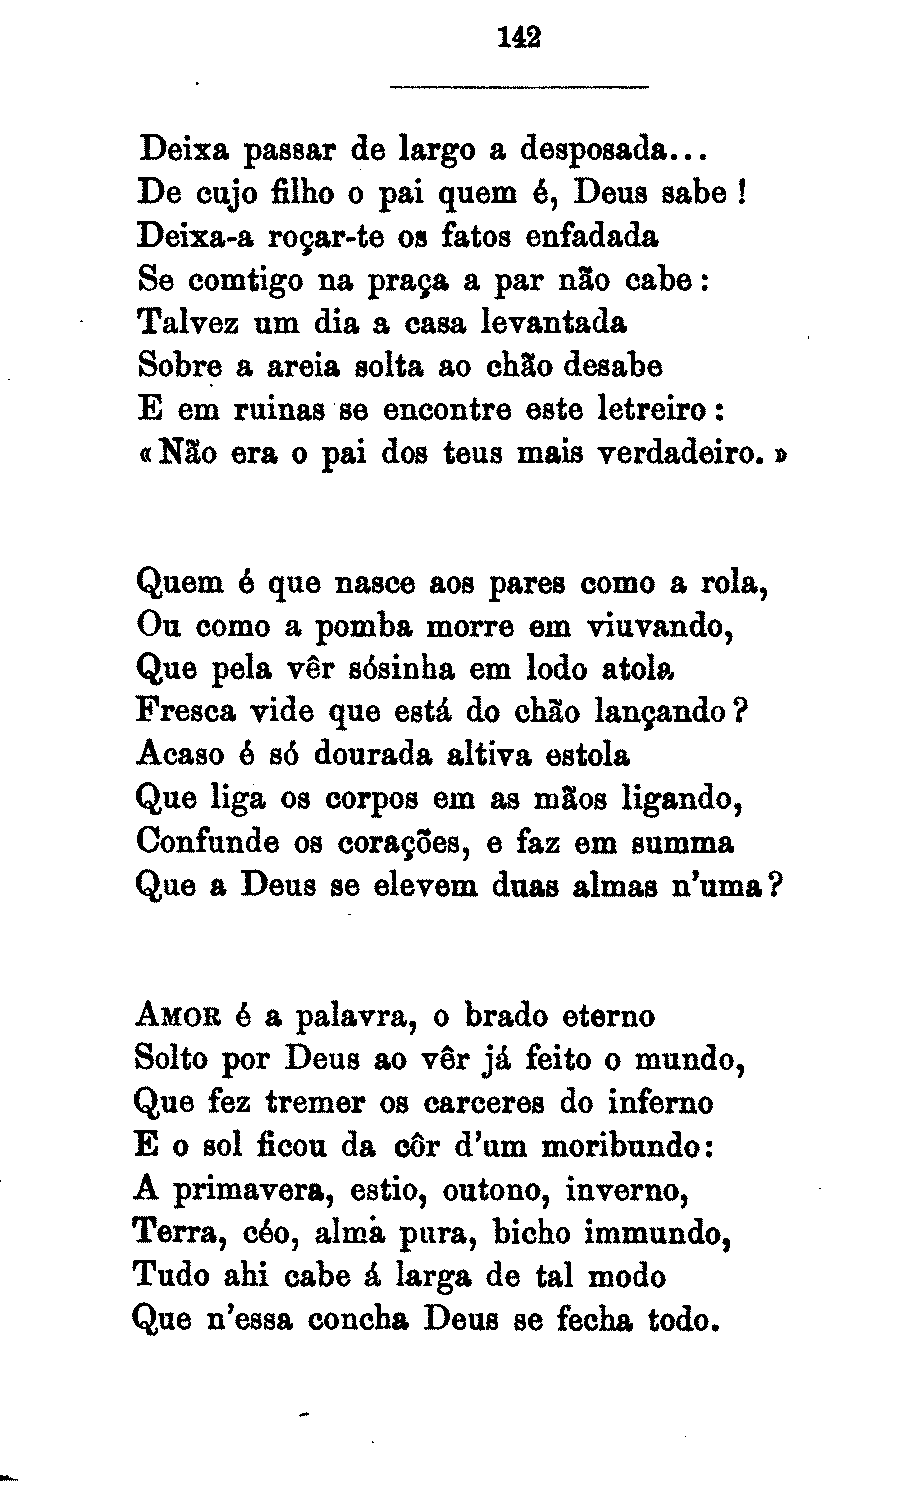 142
Deixa passar de largo a desposada...
De cujo filho o pai quem é, Deus sabe!
Deixa-a roçar-te os fatos enfadada
Se comtigo na praça a par não cabe:
Talvez um dia a casa levantada
Sobre a areia solta ao chão desabe
E em ruinas se encontre este letreiro:
«Não era o pai dos teus mais verdadeiro.»
Quem é que nasce aos pares como a rola,
Ou como a pomba morre em viuvando,
Que pela vêr sósinha em lodo atola
Fresca vide que está do chão lançando?
Acaso é só dourada altiva estola
Que liga os corpos em as mãos ligando,
Confunde os corações, e faz em summa
Que a Deus se elevem duas almas n'uma?
AMOR é a palavra, o brado eterno
Solto por Deus ao vêr já feito o mundo,
Que fez tremer os carceres do inferno
E o sol ficou da côr d'um moribundo:
A primavera, estio, outono, inverno,
Terra, céo, alma pura, bicho immundo,
Tudo ahi cabe á larga de tal modo
Que n'essa concha Deus se fecha todo.